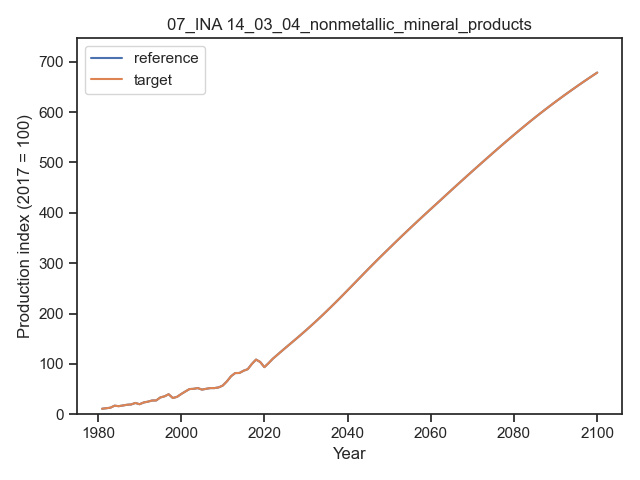 07_INA 14_03_04_nonmetallic_mineral_products
reference
target
Production index (2017 = 100)
700
600
500
400
300
200
100
0
1980 2000 2020 2040 2060 2080 2100
Year